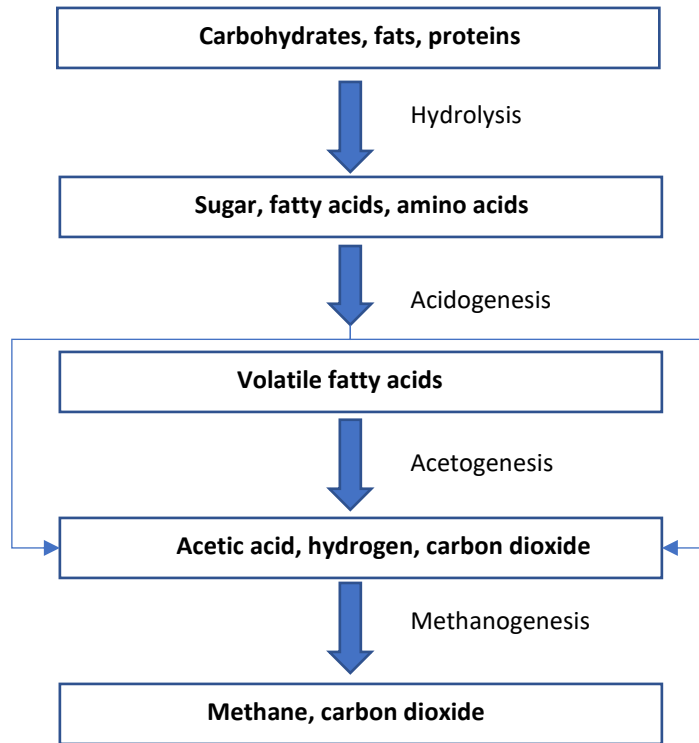 Carbohydrates, fats, proteins
Hydrolysis
Sugar, fatty acids, amino acids
Acidogenesis
Volatile fatty acids
Acetogenesis
Acetic acid, hydrogen, carbon dioxide
Methanogenesis
Methane, carbon dioxide